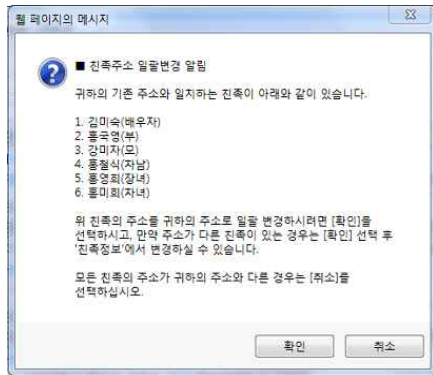 웹 페이지의 메시지
■ 친족주소 일괄변경 알림
귀하의 기존 주소와 일치하는 친족이 아래와 같이 있습니다.
1. 김미숙(배우자)
2. 홍국영(부)
3. 강미자(모)
4. 홍철식(차남)
5. 홍영희(장녀)
6. 홍미희(차녀)
위 친족의 주소를 귀하의 주소로 일괄 변경하시려면 [확인]을
선택하시고, 만약 주소가 다른 친족이 있는 경우는 [확인] 선택 후
'친족정보'에서 변경하실 수 있습니다.
모든 친족의 주소가 귀하의 주소와 다른 경우는 [취소]를
선택하십시오.
확인 취소